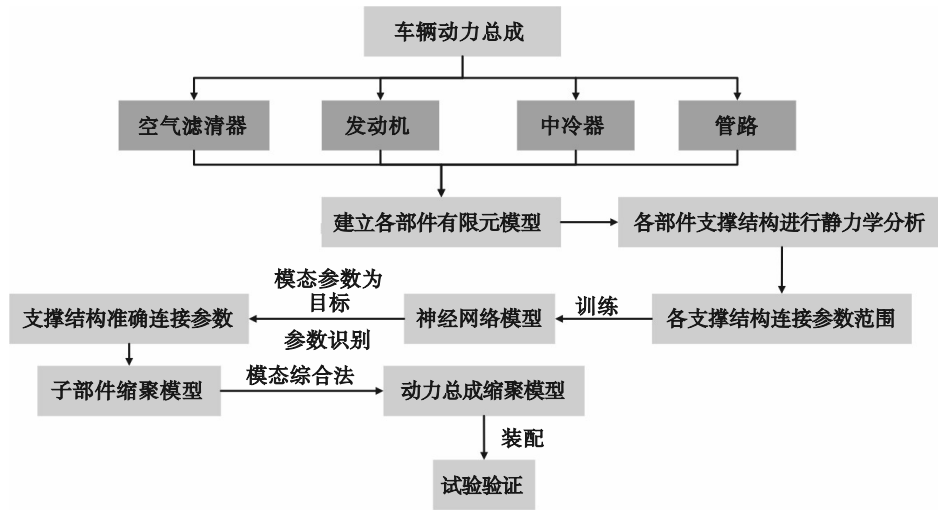 车辆动力总成
空气滤清器
发动机
中冷器
管路
建立各部件有限元模型
各部件支撑结构进行静力学分析
各支撑结构连接参数范围
训练
神经网络模型
模态参数为
目标
参数识别
支撑结构准确连接参数
子部件缩聚模型
模态综合法
动力总成缩聚模型
装配
试验验证